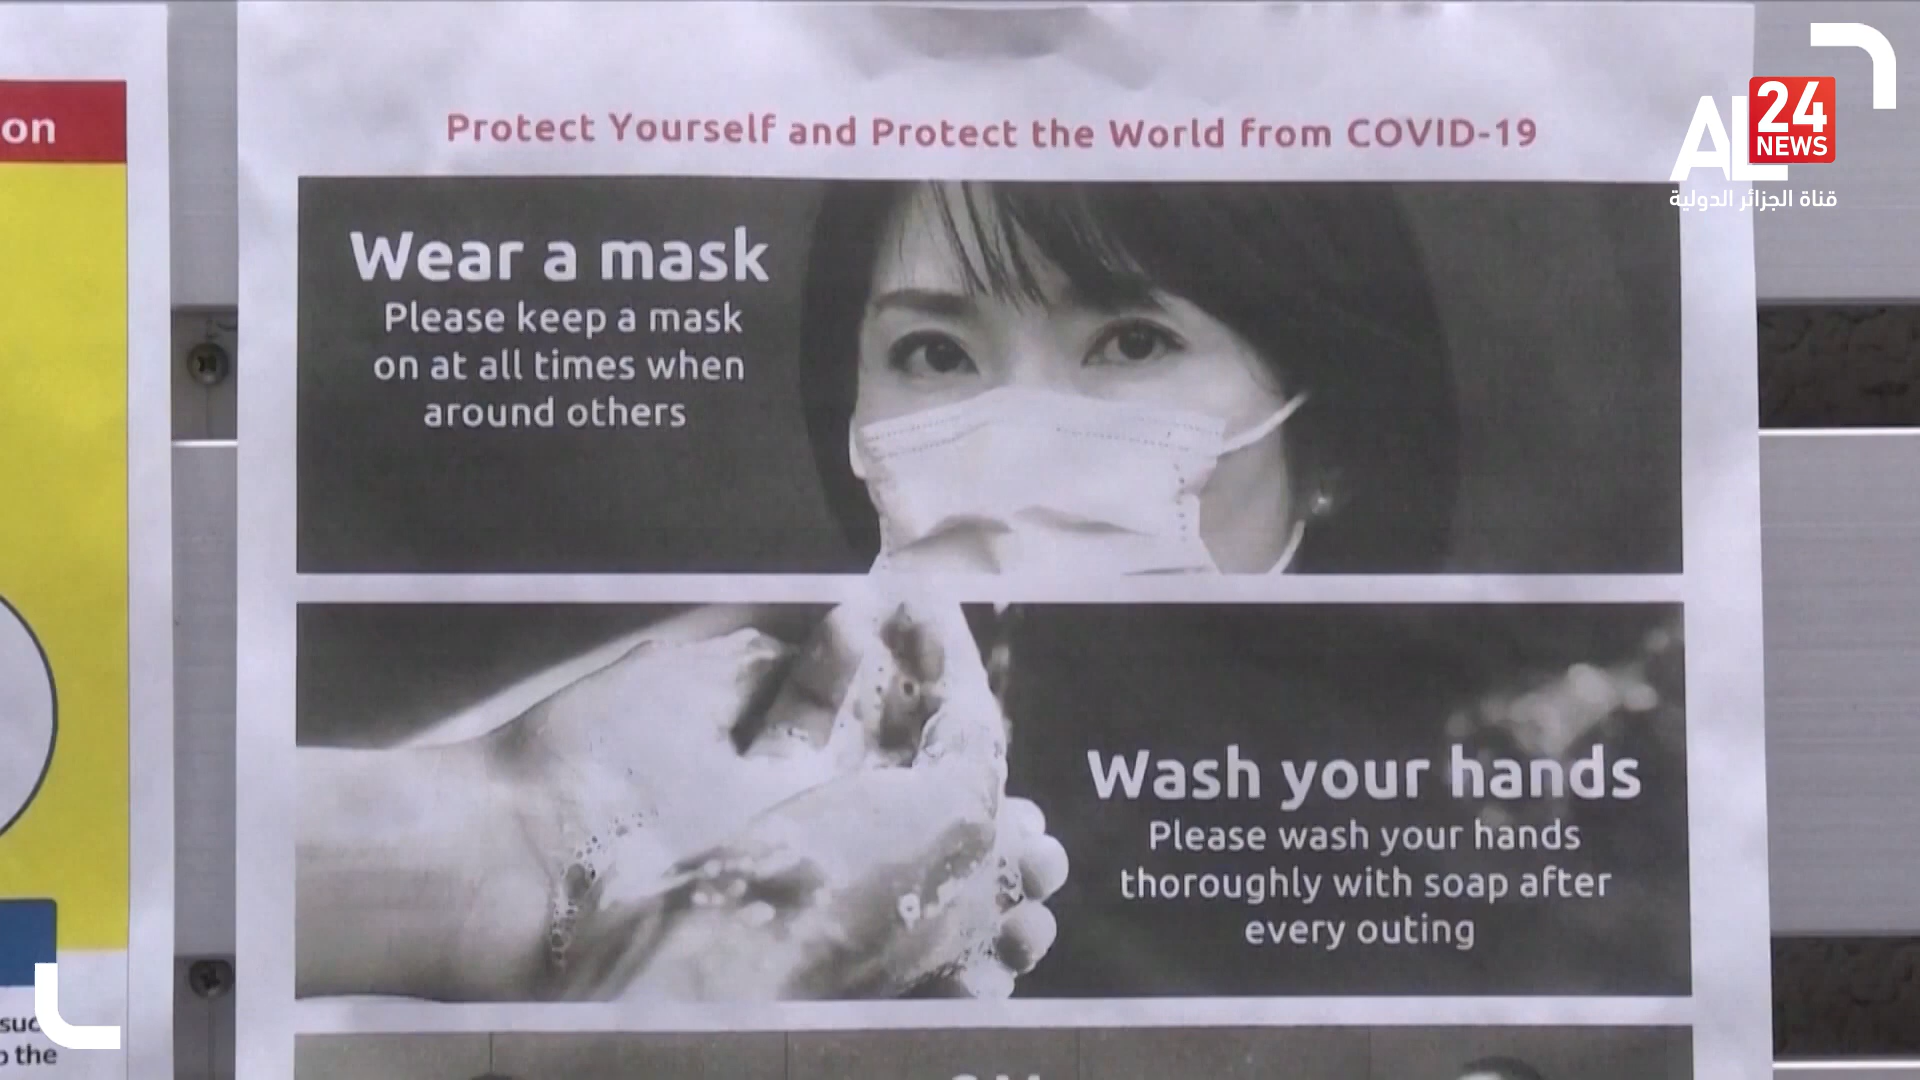 on
Protect Yourself and Protect the World from COVID-19
AL
24
NEWS
قناة الجزائر الدولية
Wear a mask
Please keep a mask
on at all times when
around others
Wash your hands
Please wash your hands
thoroughly with soap after
every outing
the